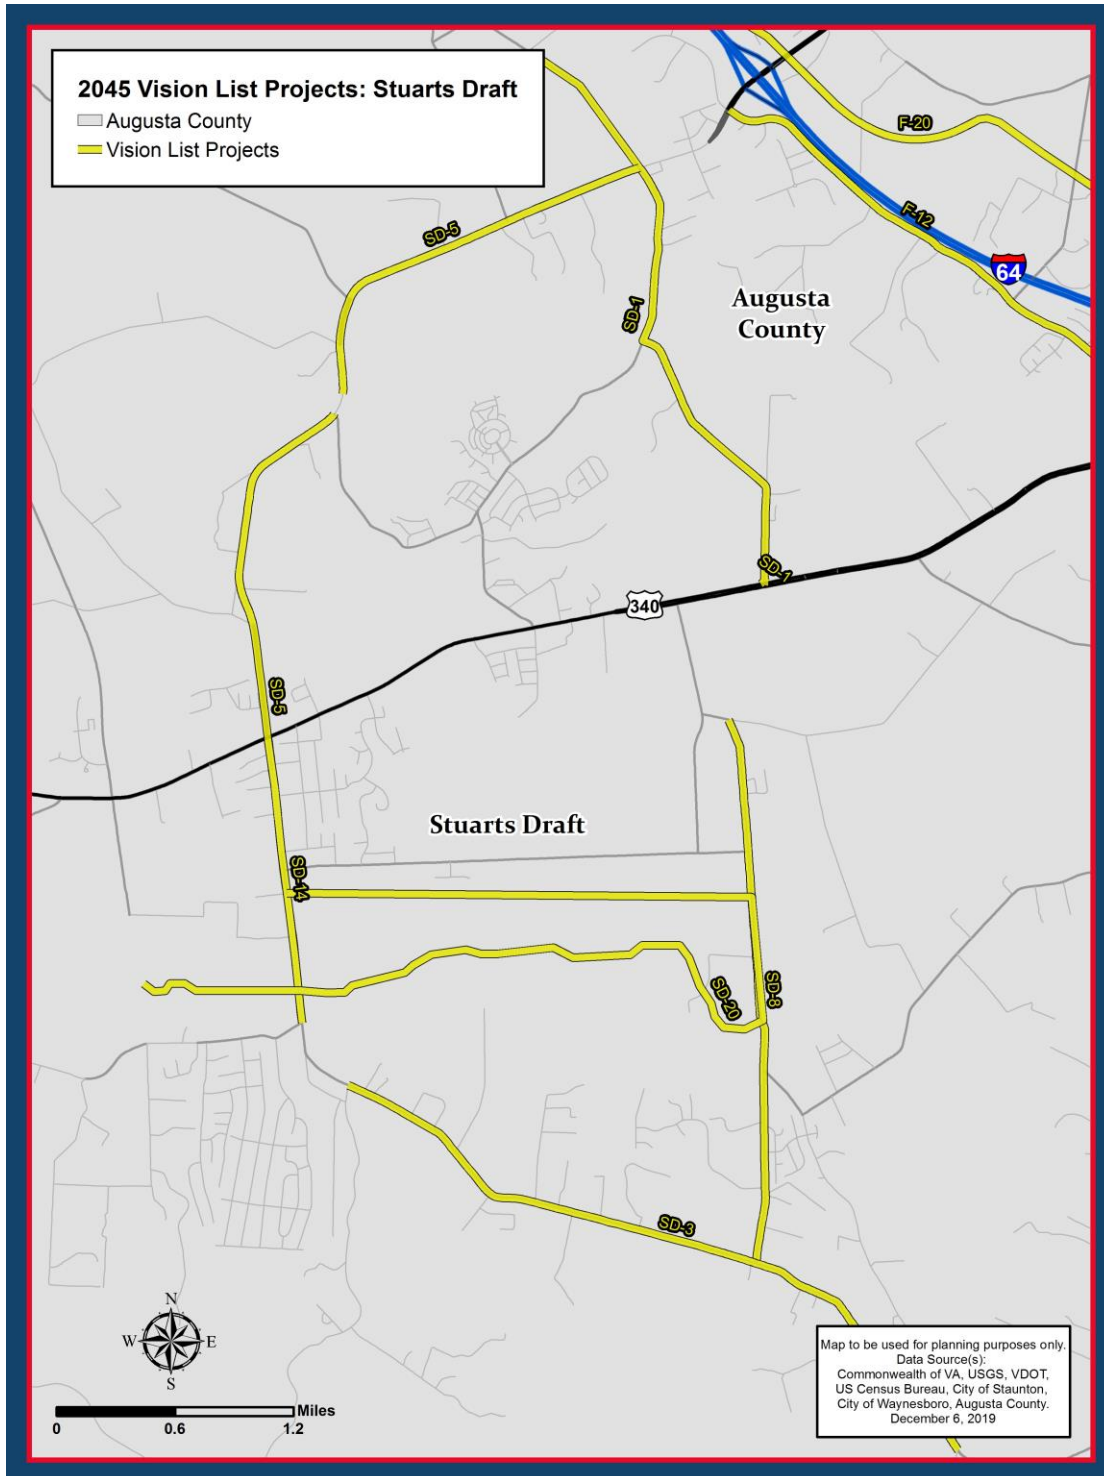 2045 Vision List Projects: Stuarts Draft
Augusta County
Vision List Projects
F-20
SD-5
F-12
64
SD-1
Augusta
County
SD-1
340
SD-5
Stuarts Draft
SD-14
SD-20
SD-8
SD-3
N
W E
S
Miles
0 0.6 1.2
Map to be used for planning purposes only.
Data Source(s):
Commonwealth of VA, USGS, VDOT,
US Census Bureau, City of Staunton,
City of Waynesboro, Augusta County.
December 6, 2019